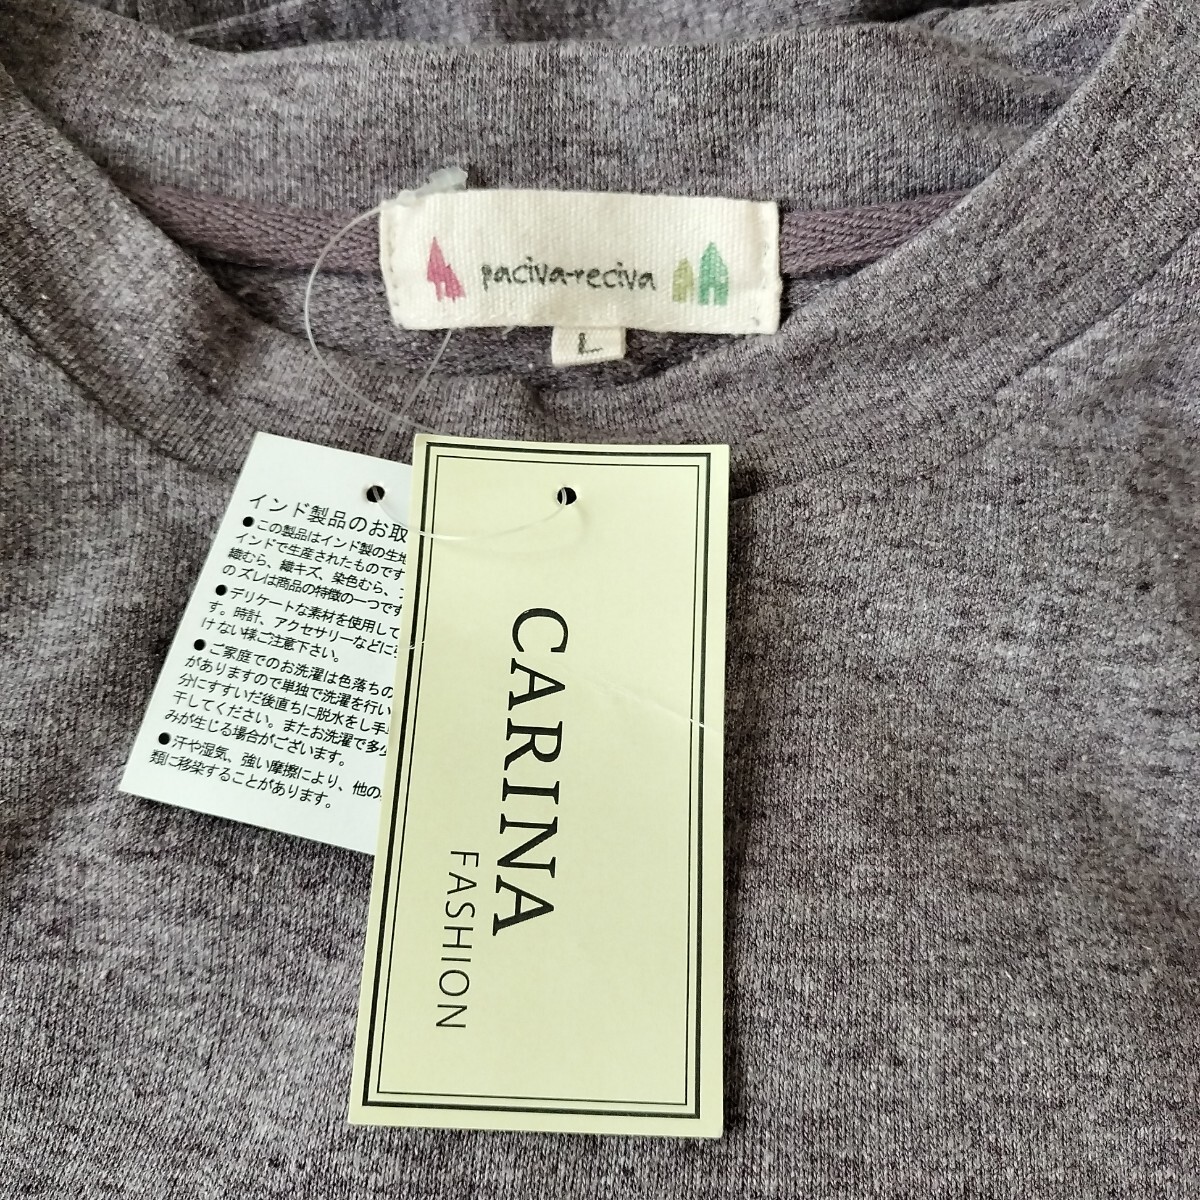 paciva-reciva
L
インド製品のお取
●この製品はインド製の生地
インドで生産されたものです
織むら、織キズ、染色むら、
のズレは商品の特徴の一つです
●デリケートな素材を使用して
す。時計、アクセサリーなどに
けない様ご注意下さい。
●ご家庭でのお洗濯は色落ちの
がありますので単独で洗濯を行い
分にすすいだ後直ちに脱水をし手
干してください。またお洗濯で多少
みが生じる場合がございます。
●汗や湿気、強い摩擦により、他の
類に移染することがあります。
CARINA
FASHION